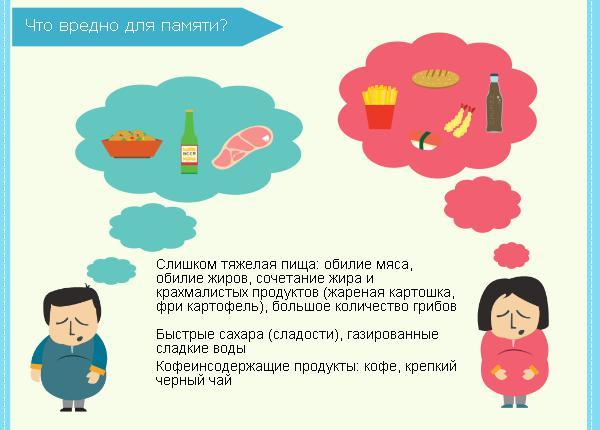 Что вредно для памяти?
BEER
Слишком тяжелая пища: обилие мяса,
обилие жиров, сочетание жира и
крахмалистых продуктов (жареная картошка,
фри картофель), большое количество грибов
Быстрые сахара (сладости), газированные
сладкие воды
Кофеинсодержащие продукты: кофе, крепкий
черный чай